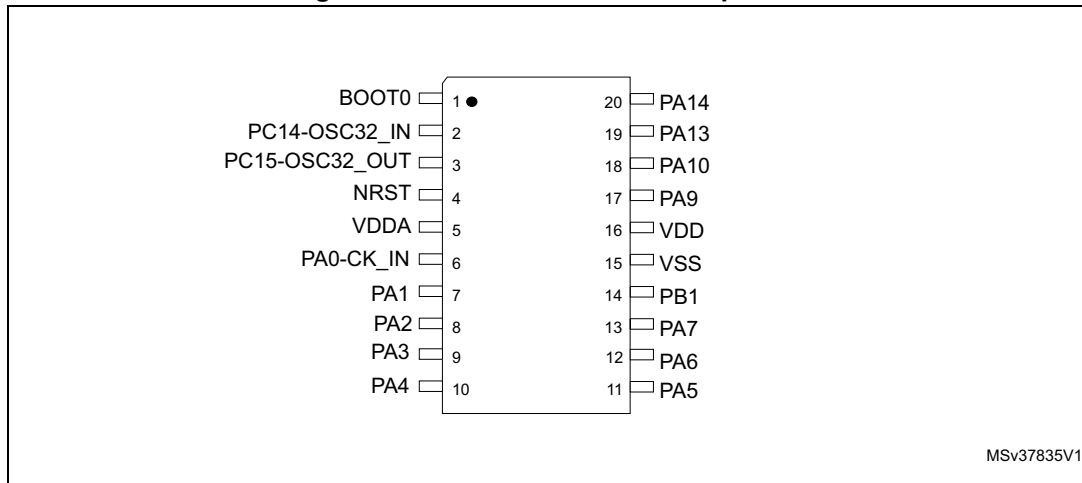 BOOT0 1 20 PA14
PC14-OSC32_IN 2 19 PA13
PC15-OSC32_OUT 3 18 PA10
NRST 4 17 PA9
VDDA 5 16 VDD
PA0-CK_IN 6 15 VSS
PA1 7 14 PB1
PA2 8 13 PA7
PA3 9 12 PA6
PA4 10 11 PA5
MSv37835V1